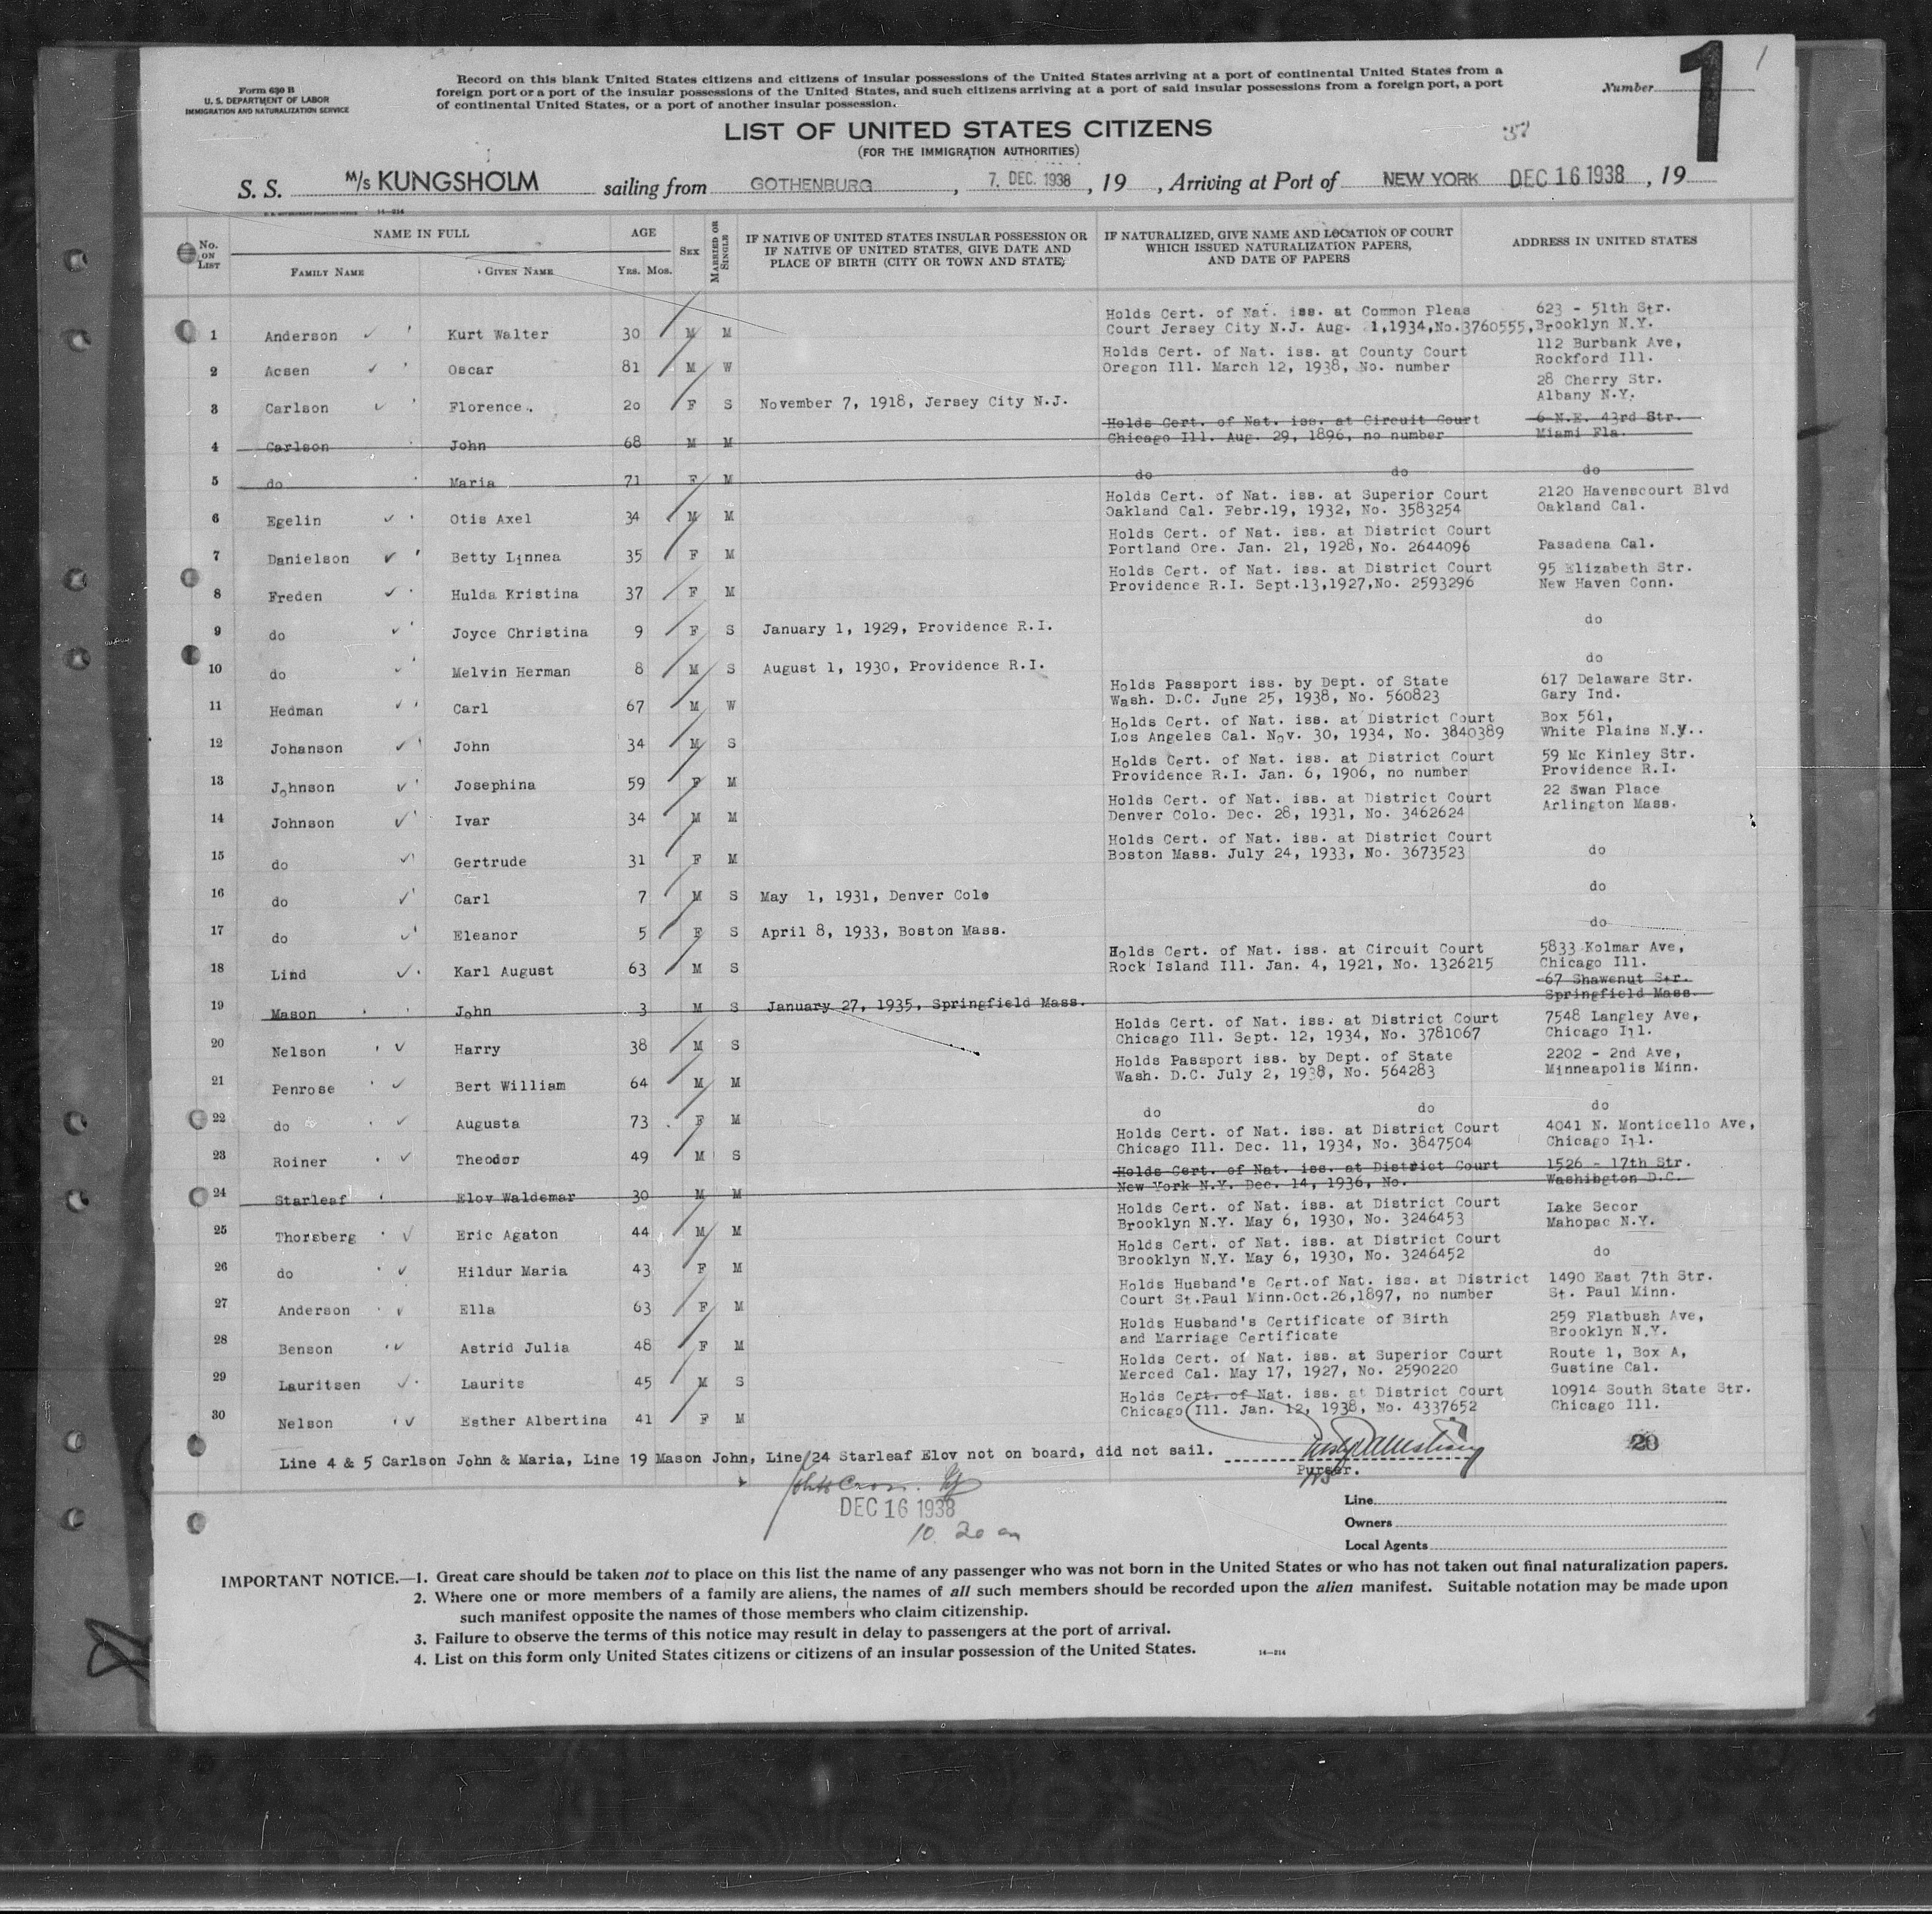 Form 630 B
U. S. DEPARTMENT OF LABOR
IMMIGRATION AND NATURALIZATION SERVICE
Record on this blank United States citizens and citizens of insular possessions of the United States arriving at a port of continental United States from a
foreign port or a port of the insular possessions of the United States, and such citizens arriving at a port of said insular possessions from a foreign port, a port
of continental United States, or a port of another insular possession.
Number 1
1
LIST OF UNITED STATES CITIZENS
(FOR THE IMMIGRATION AUTHORITIES)
37
S. S. M/S KUNGSHOLM sailing from GOTHENBURG, 7. DEC. 1938, 19 , Arriving at Port of NEW YORK DEC 16 1938, 19
14—214
No. ON LIST NAME IN FULL FAMILY NAME GIVEN NAME AGE YRS. MOS. SEX MARRIED OR SINGLE IF NATIVE OF UNITED STATES INSULAR POSSESSION OR IF NATIVE OF UNITED STATES, GIVE DATE AND PLACE OF BIRTH (CITY OR TOWN AND STATE) IF NATURALIZED, GIVE NAME AND LOCATION OF COURT WHICH ISSUED NATURALIZATION PAPERS, AND DATE OF PAPERS ADDRESS IN UNITED STATES
1 Anderson Kurt Walter 30 M M Holds Cert. of Nat. iss. at Common Pleas Court Jersey City N.J. Aug. 1,1934,No.3760555, 623 - 51th Str. Brooklyn N.Y.
2 Acsen Oscar 81 M W Holds Cert. of Nat. iss. at County Court Oregon Ill. March 12, 1938, No. number 112 Burbank Ave, Rockford Ill.
3 Carlson Florence. 20 F S November 7, 1918, Jersey City N.J. 28 Cherry Str. Albany N.Y.
4 Carlson John 68 M M Holds Cert. of Nat. iss. at Circuit Court Chicago Ill. Aug. 29, 1896, no number 6 N.E. 43rd Str. Miami Fla.
5 do Maria 71 F M do do do
6 Egelin Otis Axel 34 M M Holds Cert. of Nat. iss. at Superior Court Oakland Cal. Febr.19, 1932, No. 3583254 2120 Havenscourt Blvd Oakland Cal.
7 Danielson Betty Linnea 35 F M Holds Cert. of Nat. iss. at District Court Portland Ore. Jan. 21, 1928, No. 2644096 Pasadena Cal.
8 Freden Hulda Kristina 37 F M Holds Cert. of Nat. iss. at District Court Providence R.I. Sept.13,1927,No. 2593296 95 Elizabeth Str. New Haven Conn.
9 do Joyce Christina 9 F S January 1, 1929, Providence R.I. do
10 do Melvin Herman 8 M S August 1, 1930, Providence R.I. do
11 Hedman Carl 67 M W Holds Passport iss. by Dept. of State Wash. D.C. June 25, 1938, No. 560823 617 Delaware Str. Gary Ind.
12 Johanson John 34 M S Holds Cert. of Nat. iss. at District Court Los Angeles Cal. Nov. 30, 1934, No. 3840389 Box 561, White Plains N.Y..
13 Johnson Josephina 59 F M Holds Cert. of Nat. iss. at District Court Providence R.I. Jan. 6, 1906, no number 59 Mc Kinley Str. Providence R.I.
14 Johnson Ivar 34 M M Holds Cert. of Nat. iss. at District Court Denver Colo. Dec. 28, 1931, No. 3462624 22 Swan Place Arlington Mass.
15 do Gertrude 31 F M Holds Cert. of Nat. iss. at District Court Boston Mass. July 24, 1933, No. 3673523 do
16 do Carl 7 M S May 1, 1931, Denver Colo do
17 do Eleanor 5 F S April 8, 1933, Boston Mass. do
18 Lind Karl August 63 M S Holds Cert. of Nat. iss. at Circuit Court Rock Island Ill. Jan. 4, 1921, No. 1326215 5833 Kolmar Ave, Chicago Ill.
19 Mason John 3 M S January 27, 1935, Springfield Mass. 67 Shawenut Str. Springfield Mass.
20 Nelson Harry 38 M S Holds Cert. of Nat. iss. at District Court Chicago Ill. Sept. 12, 1934, No. 3781067 7548 Langley Ave, Chicago Ill.
21 Penrose Bert William 64 M M Holds Passport iss. by Dept. of State Wash. D.C. July 2, 1938, No. 564283 2202 - 2nd Ave, Minneapolis Minn.
22 do Augusta 73 F M do do do
23 Roiner Theodor 49 M S Holds Cert. of Nat. iss. at District Court Chicago Ill. Dec. 11, 1934, No. 3847504 4041 N. Monticello Ave, Chicago Ill.
24 Starleaf Elov Waldemar 30 M M Holds Cert. of Nat. iss. at District Court New York N.Y. Dec. 14, 1936, No. 1526 - 17th Str. Washington D.C.
25 Thorsberg Eric Agaton 44 M M Holds Cert. of Nat. iss. at District Court Brooklyn N.Y. May 6, 1930, No. 3246453 Lake Secor Mahopac N.Y.
26 do Hildur Maria 43 F M Holds Cert. of Nat. iss. at District Court Brooklyn N.Y. May 6, 1930, No. 3246452 do
27 Anderson Ella 63 F M Holds Husband's Cert.of Nat. iss. at District Court St.Paul Minn.Oct.26,1897, no number 1490 East 7th Str. St. Paul Minn.
28 Benson Astrid Julia 48 F M Holds Husband's Certificate of Birth and Marriage Certificate 259 Flatbush Ave, Brooklyn N.Y.
29 Lauritsen Laurits 45 M S Holds Cert. of Nat. iss. at Superior Court Merced Cal. May 17, 1927, No. 2590220 Route 1, Box A, Gustine Cal.
30 Nelson Esther Albertina 41 F M Holds Cert. of Nat. iss. at District Court Chicago Ill. Jan. 12, 1938, No. 4337652 10914 South State Str. Chicago Ill.
Line 4 & 5 Carlson John & Maria, Line 19 Mason John, Line 24 Starleaf Elov not on board, did not sail.
20
Purser.
DEC 16 1938
10 20 am
Line
Owners
Local Agents
IMPORTANT NOTICE.—1. Great care should be taken not to place on this list the name of any passenger who was not born in the United States or who has not taken out final naturalization papers.
2. Where one or more members of a family are aliens, the names of all such members should be recorded upon the alien manifest. Suitable notation may be made upon
such manifest opposite the names of those members who claim citizenship.
3. Failure to observe the terms of this notice may result in delay to passengers at the port of arrival.
4. List on this form only United States citizens or citizens of an insular possession of the United States.
14—214